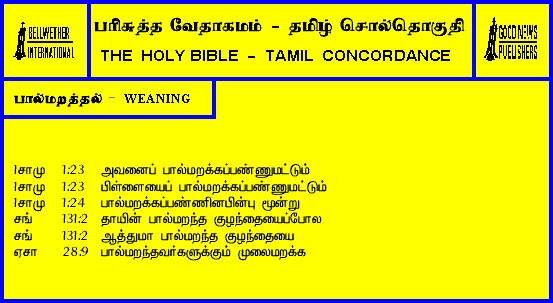 BELLWETHER
INTERNATIONAL
பரிசுத்த வேதாகமம் - தமிழ் சொல்தொகுதி
THE HOLY BIBLE - TAMIL CONCORDANCE
GOOD NEWS
PUBLISHERS
பால்மறத்தல் - WEANING
1சாமு 1:23 அவனைப் பால்மறக்கப்பண்ணுமட்டும்
1சாமு 1:23 பிள்ளையைப் பால்மறக்கப்பண்ணுமட்டும்
1சாமு 1:24 பால்மறக்கப்பண்ணினபின்பு மூன்று
சங் 131:2 தாயின் பால்மறந்த குழந்தையைப்போல
சங் 131:2 ஆத்துமா பால்மறந்த குழந்தையை
ஏசா 28:9 பால்மறந்தவர்களுக்கும் முலைமறக்க